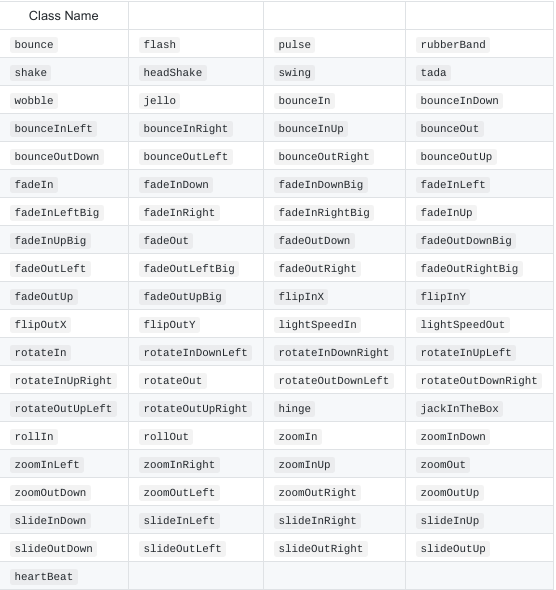 Class Name
bounce flash pulse rubberBand
shake headShake swing tada
wobble jello bounceIn bounceInDown
bounceInLeft bounceInRight bounceInUp bounceOut
bounceOutDown bounceOutLeft bounceOutRight bounceOutUp
fadeIn fadeInDown fadeInDownBig fadeInLeft
fadeInLeftBig fadeInRight fadeInRightBig fadeInUp
fadeInUpBig fadeOut fadeOutDown fadeOutDownBig
fadeOutLeft fadeOutLeftBig fadeOutRight fadeOutRightBig
fadeOutUp fadeOutUpBig flipInX flipInY
flipOutX flipOutY lightSpeedIn lightSpeedOut
rotateIn rotateInDownLeft rotateInDownRight rotateInUpLeft
rotateInUpRight rotateOut rotateOutDownLeft rotateOutDownRight
rotateOutUpLeft rotateOutUpRight hinge jackInTheBox
rollIn rollOut zoomIn zoomInDown
zoomInLeft zoomInRight zoomInUp zoomOut
zoomOutDown zoomOutLeft zoomOutRight zoomOutUp
slideInDown slideInLeft slideInRight slideInUp
slideOutDown slideOutLeft slideOutRight slideOutUp
heartBeat